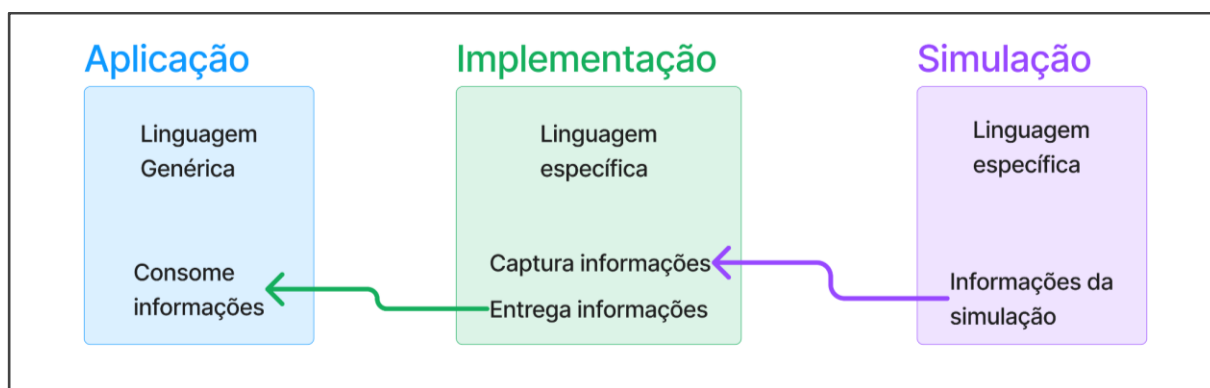 Aplicação
Linguagem
Genérica
Consome
informações
Implementação
Linguagem
específica
Captura informações
Entrega informações
Simulação
Linguagem
específica
Informações da
simulação